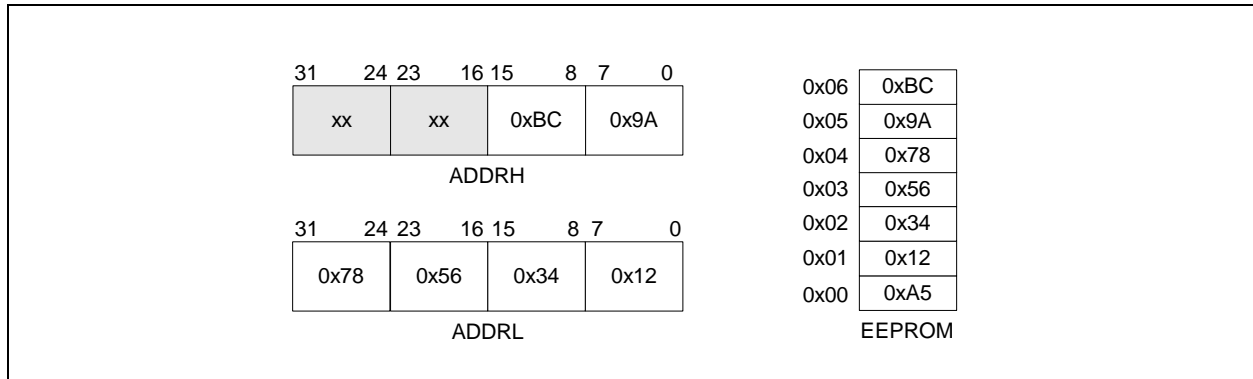 31 24 23 16 15 8 7 0
xx xx 0xBC 0x9A
ADDRH
31 24 23 16 15 8 7 0
0x78 0x56 0x34 0x12
ADDRL
0x06 0xBC
0x05 0x9A
0x04 0x78
0x03 0x56
0x02 0x34
0x01 0x12
0x00 0xA5
EEPROM